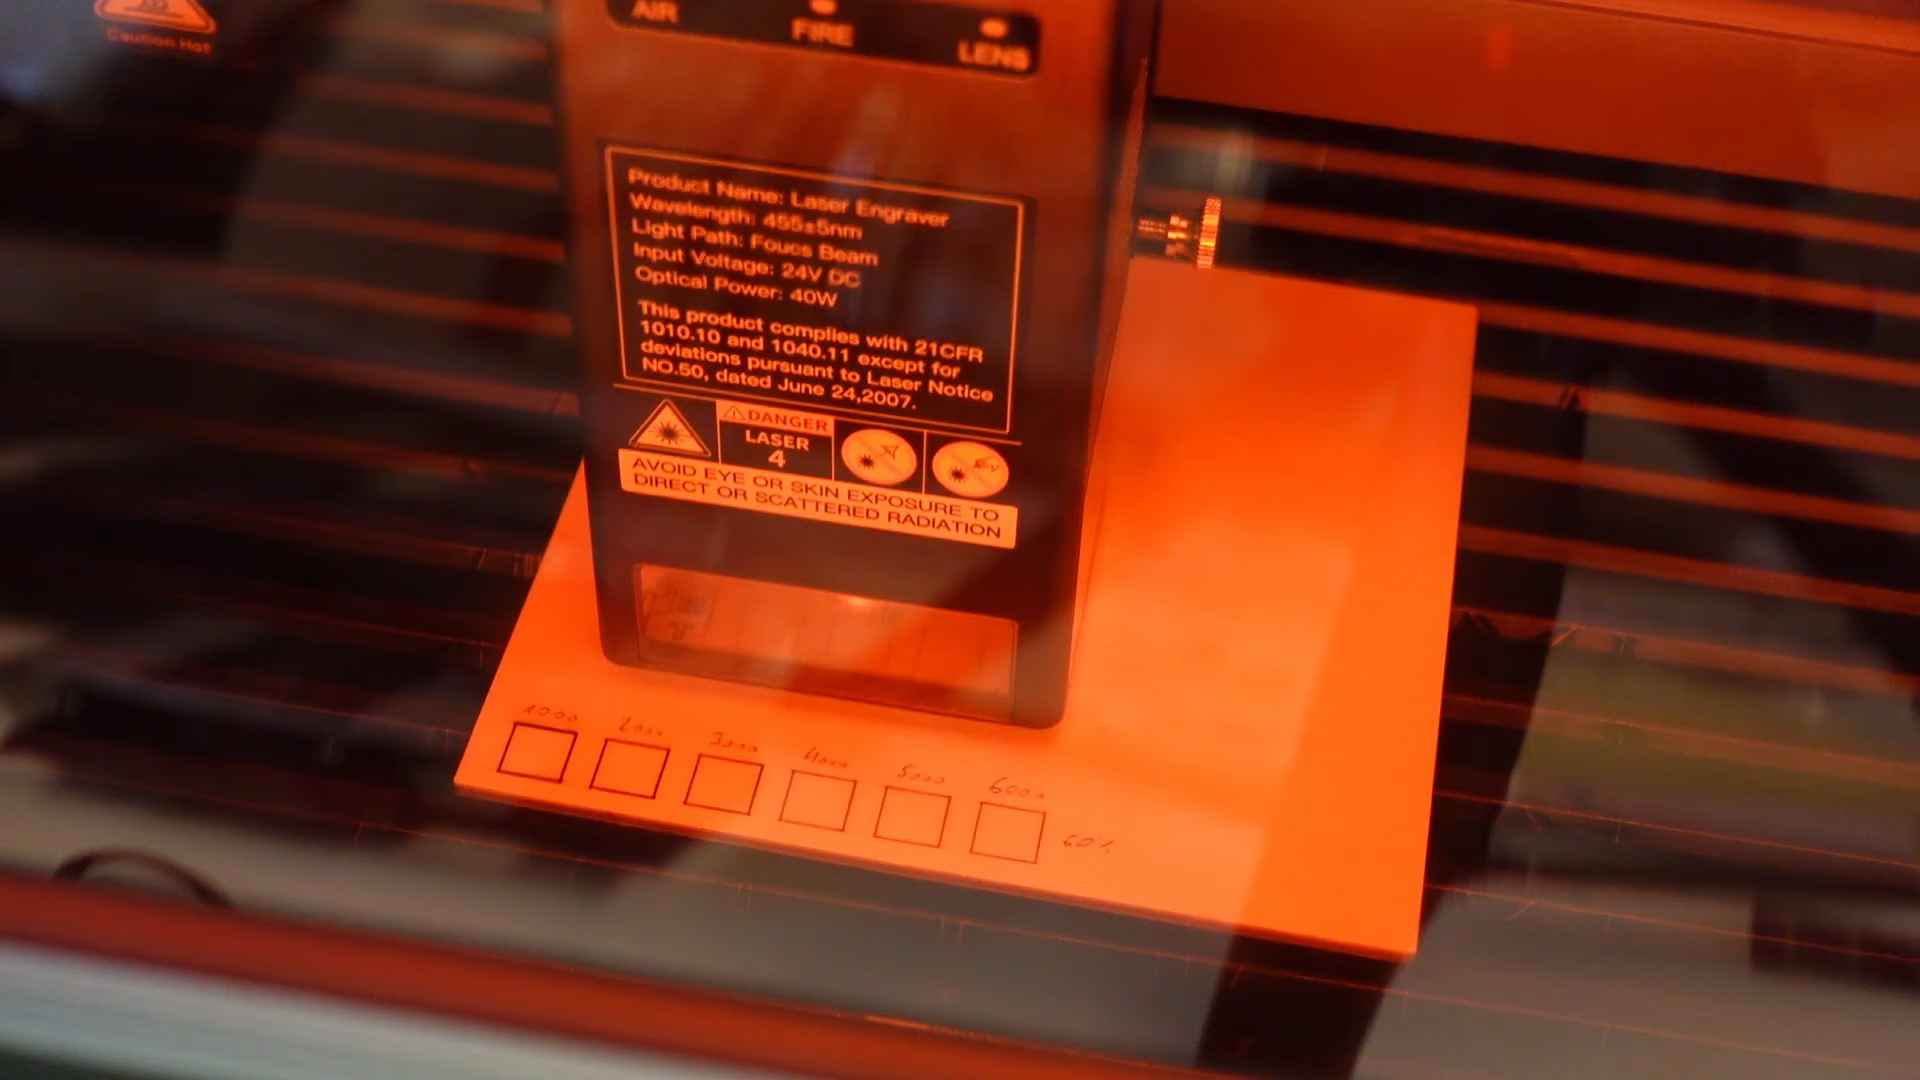 Caution Hot
AIR
FIRE
LENS
Product Name: Laser Engraver
Wavelength: 455±5nm
Light Path: Foucs Beam
Input Voltage: 24V DC
Optical Power: 40W
This product complies with 21CFR
1010.10 and 1040.11 except for
deviations pursuant to Laser Notice
NO.50, dated June 24,2007.
DANGER
LASER
4
AVOID EYE OR SKIN EXPOSURE TO
DIRECT OR SCATTERED RADIATION
1000 2000 3000 4000 5000 6000
60%